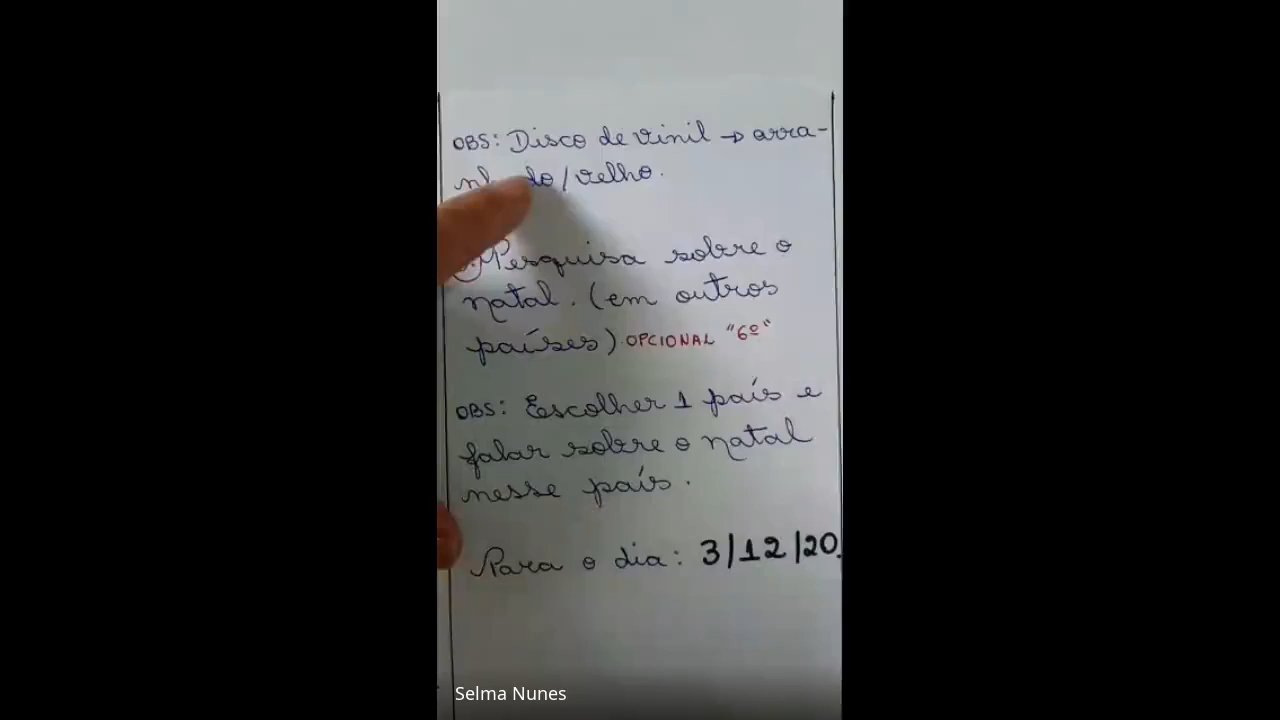 OBS: Disco de vinil → arra-
do/velho.
Pesquisa sobre o
natal. (em outros
países). OPCIONAL "6º"
OBS: Escolher 1 país e
falar sobre o natal
nesse país.
Para o dia: 3/12/20.
Selma Nunes